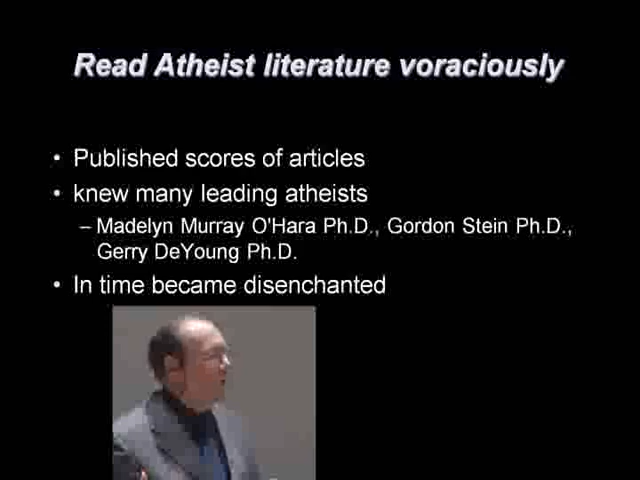 Read Atheist literature voraciously
• Published scores of articles
• knew many leading atheists
– Madelyn Murray O'Hara Ph.D., Gordon Stein Ph.D.,
Gerry DeYoung Ph.D.
• In time became disenchanted